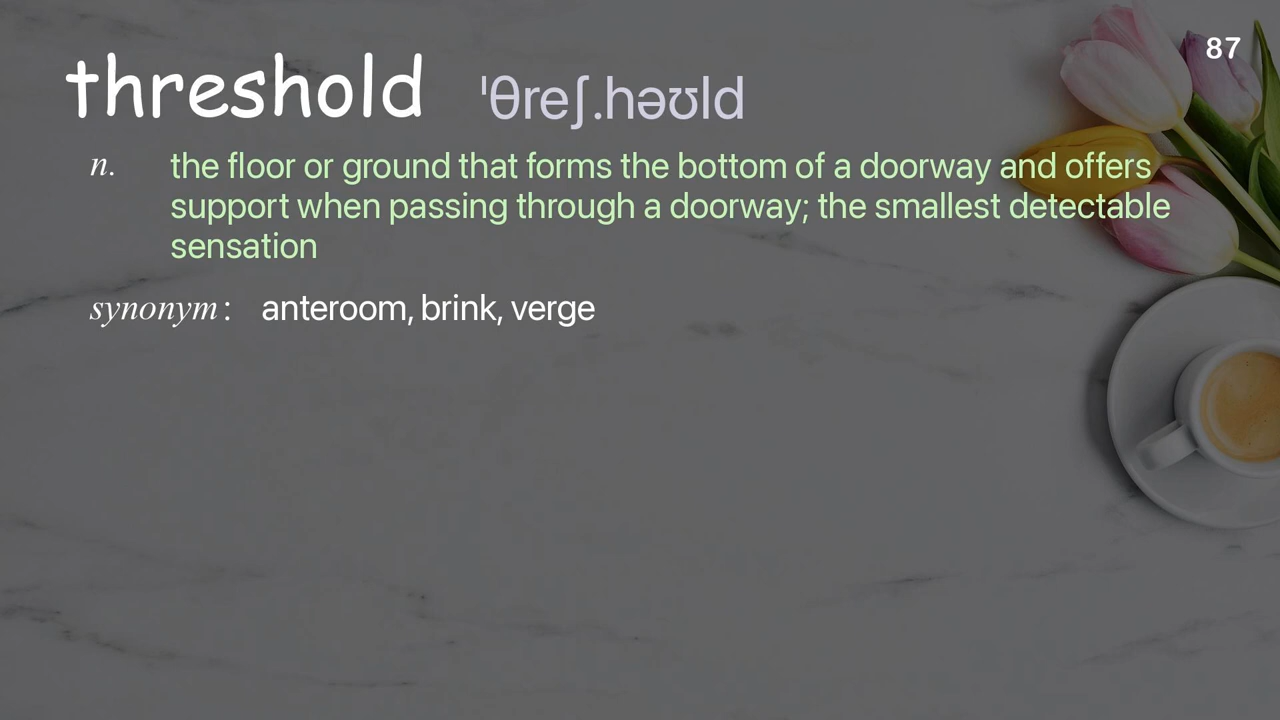 87
threshold ˈθreʃ.həʊld
n. the floor or ground that forms the bottom of a doorway and offers
support when passing through a doorway; the smallest detectable
sensation
synonym: anteroom, brink, verge